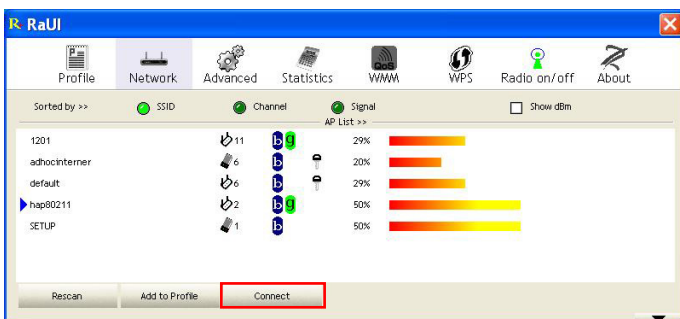 R RaUI
Profile Network Advanced Statistics WMM WPS Radio on/off About
QoS
Sorted by >> SSID Channel Signal Show dBm
AP List >>
1201 11 b g 29%
adhocinterner 6 b 20%
default 6 b 29%
hap80211 2 b g 50%
SETUP 1 b 50%
Rescan Add to Profile Connect